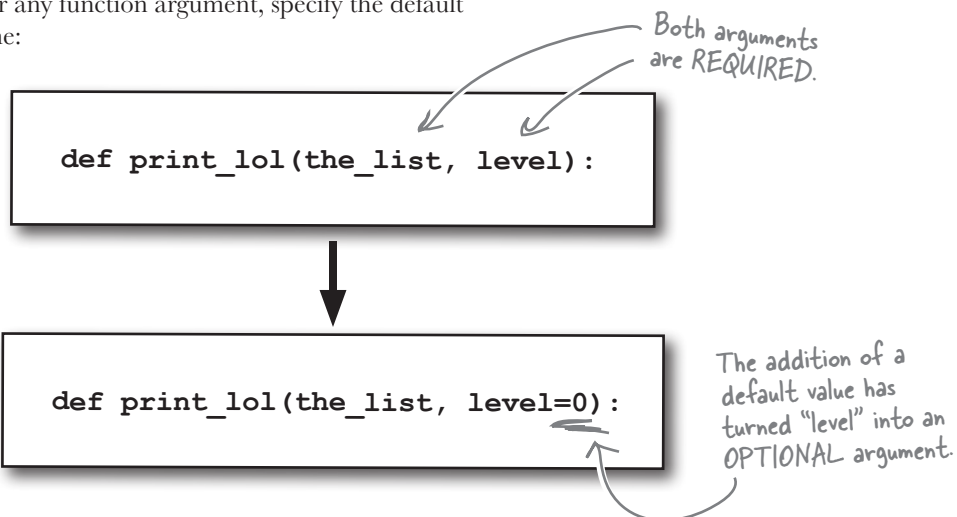 any function argument, specify the default
Both arguments
are REQUIRED.
def print_lol(the_list, level):
def print_lol(the_list, level=0):
The addition of a
default value has
turned “level” into an
OPTIONAL argument.